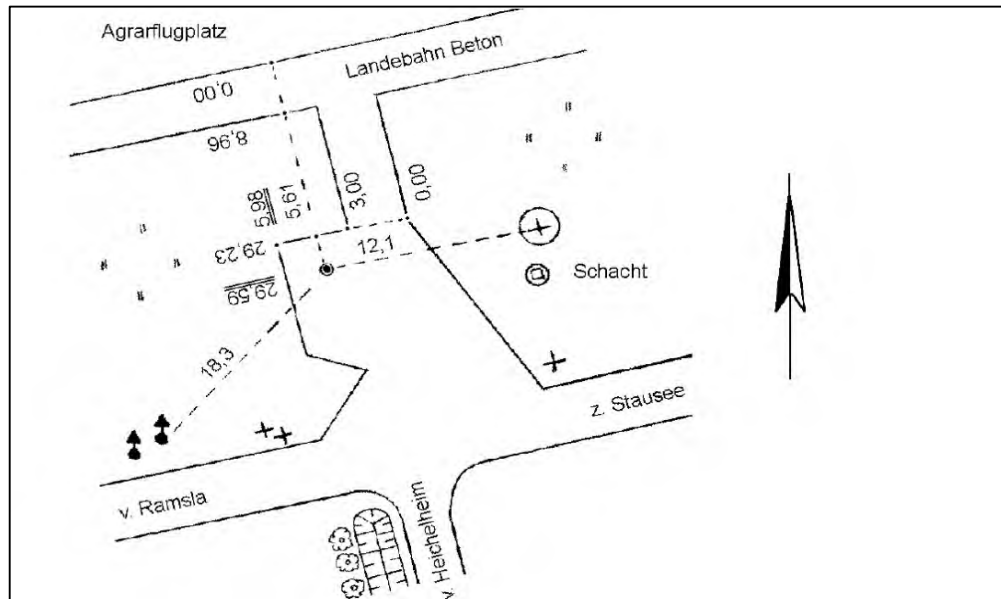 Agrarflugplatz
Landebahn Beton
0,00
8,96
5,98
5,61
3,00
0,00
29,23
12,1
29,59
Schacht
18,3
z. Stausee
v. Ramsla
v. Heichelheim